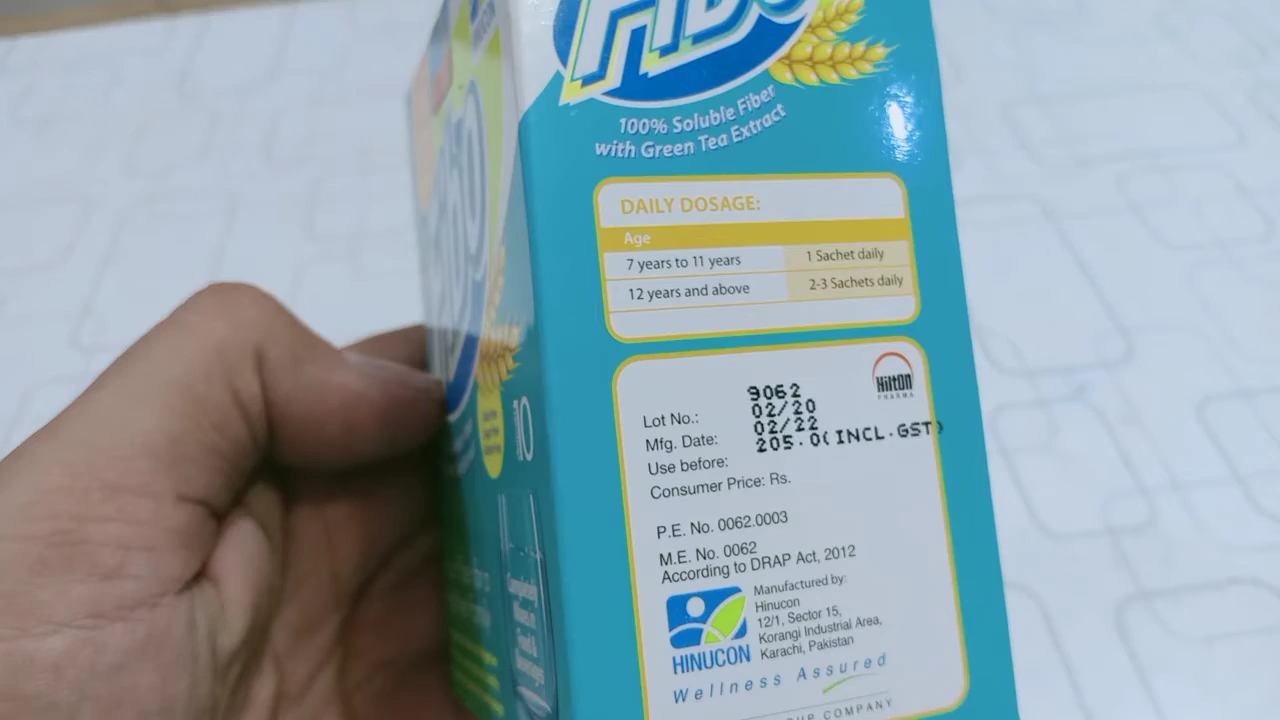 100% Soluble Fiber
with Green Tea Extract
DAILY DOSAGE:
Age
7 years to 11 years 1 Sachet daily
12 years and above 2-3 Sachets daily
Hilton
PHARMA
Lot No.: 9062
Mfg. Date: 02/20
Use before: 02/22
Consumer Price: Rs. 205.0( INCL.GST)
P.E. No. 0062.0003
M.E. No. 0062
According to DRAP Act, 2012
Manufactured by:
Hinucon
12/1, Sector 15,
Korangi Industrial Area,
Karachi, Pakistan
HINUCON
Wellness Assured
COMPANY
10